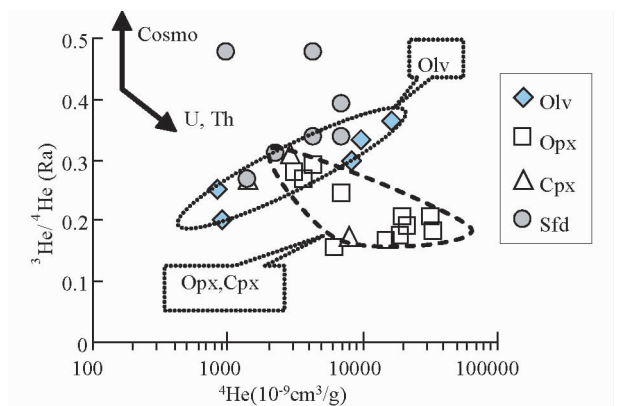 0.5
Cosmo
Olv
0.4
U, Th
Olv
Opx
0.3
Cpx
Sfd
³He/⁴He (Ra)
0.2
Opx,Cpx
0.1
0
100
1000
10000
100000
⁴He(10⁻⁹cm³/g)